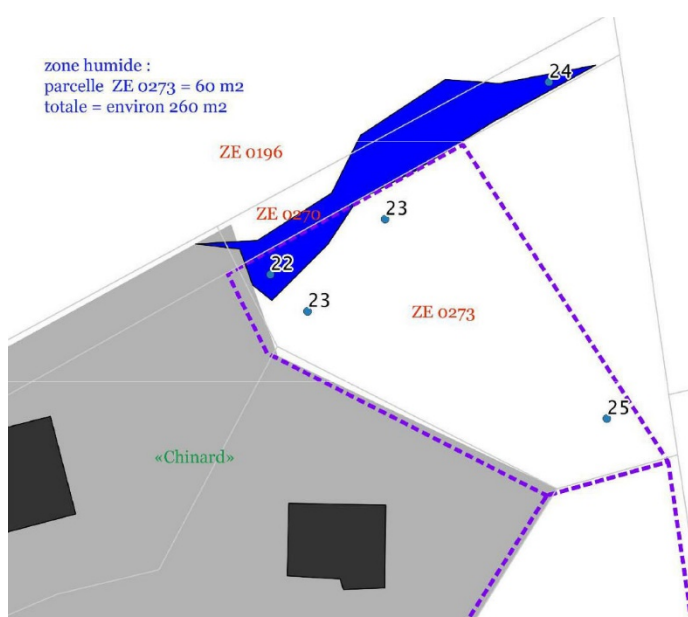 zone humide :
parcelle ZE 0273 = 60 m2
totale = environ 260 m2
24
ZE 0196
23
ZE 0270
22
23
ZE 0273
25
«Chinard»